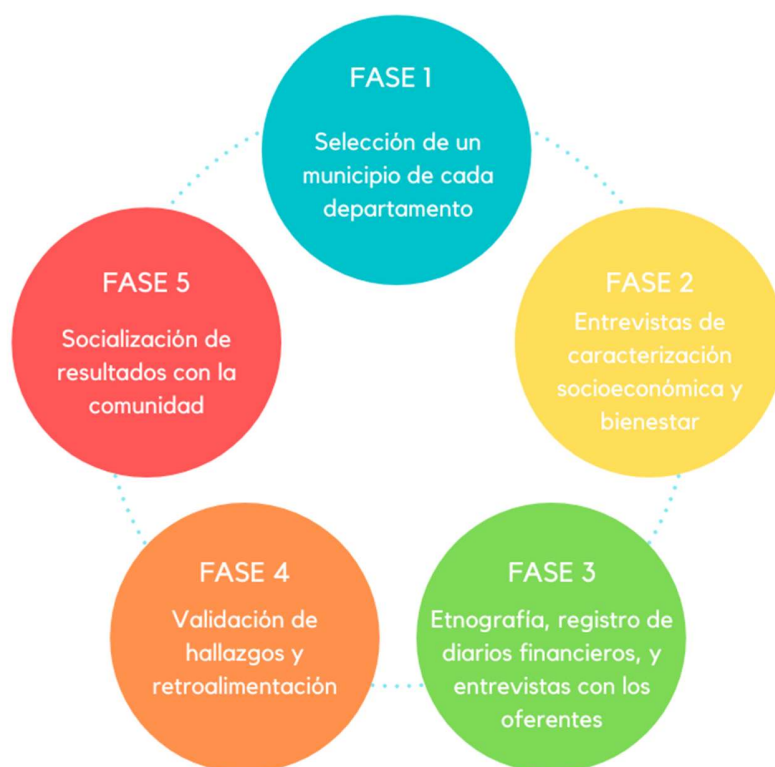 FASE 1
Selección de un
municipio de cada
departamento
FASE 2
Entrevistas de
caracterización
socioeconómica y
bienestar
FASE 3
Etnografía, registro de
diarios financieros, y
entrevistas con los
oferentes
FASE 4
Validación de
hallazgos y
retroalimentación
FASE 5
Socialización de
resultados con la
comunidad